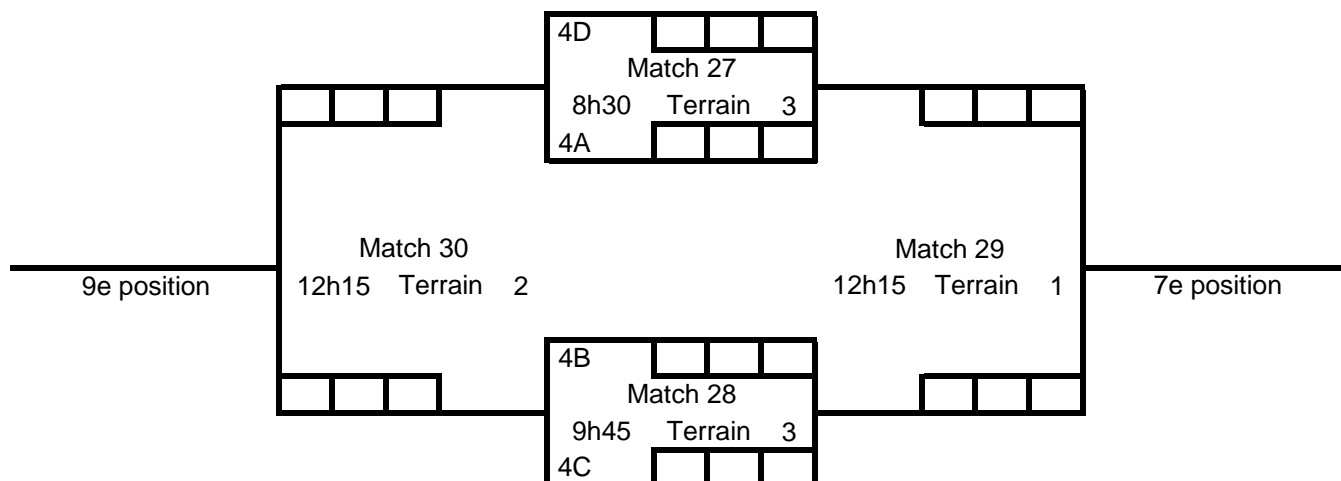 4D
Match 27
8h30 Terrain 3
4A
Match 30
12h15 Terrain 2
9e position
Match 29
12h15 Terrain 1
7e position
4B
Match 28
9h45 Terrain 3
4C